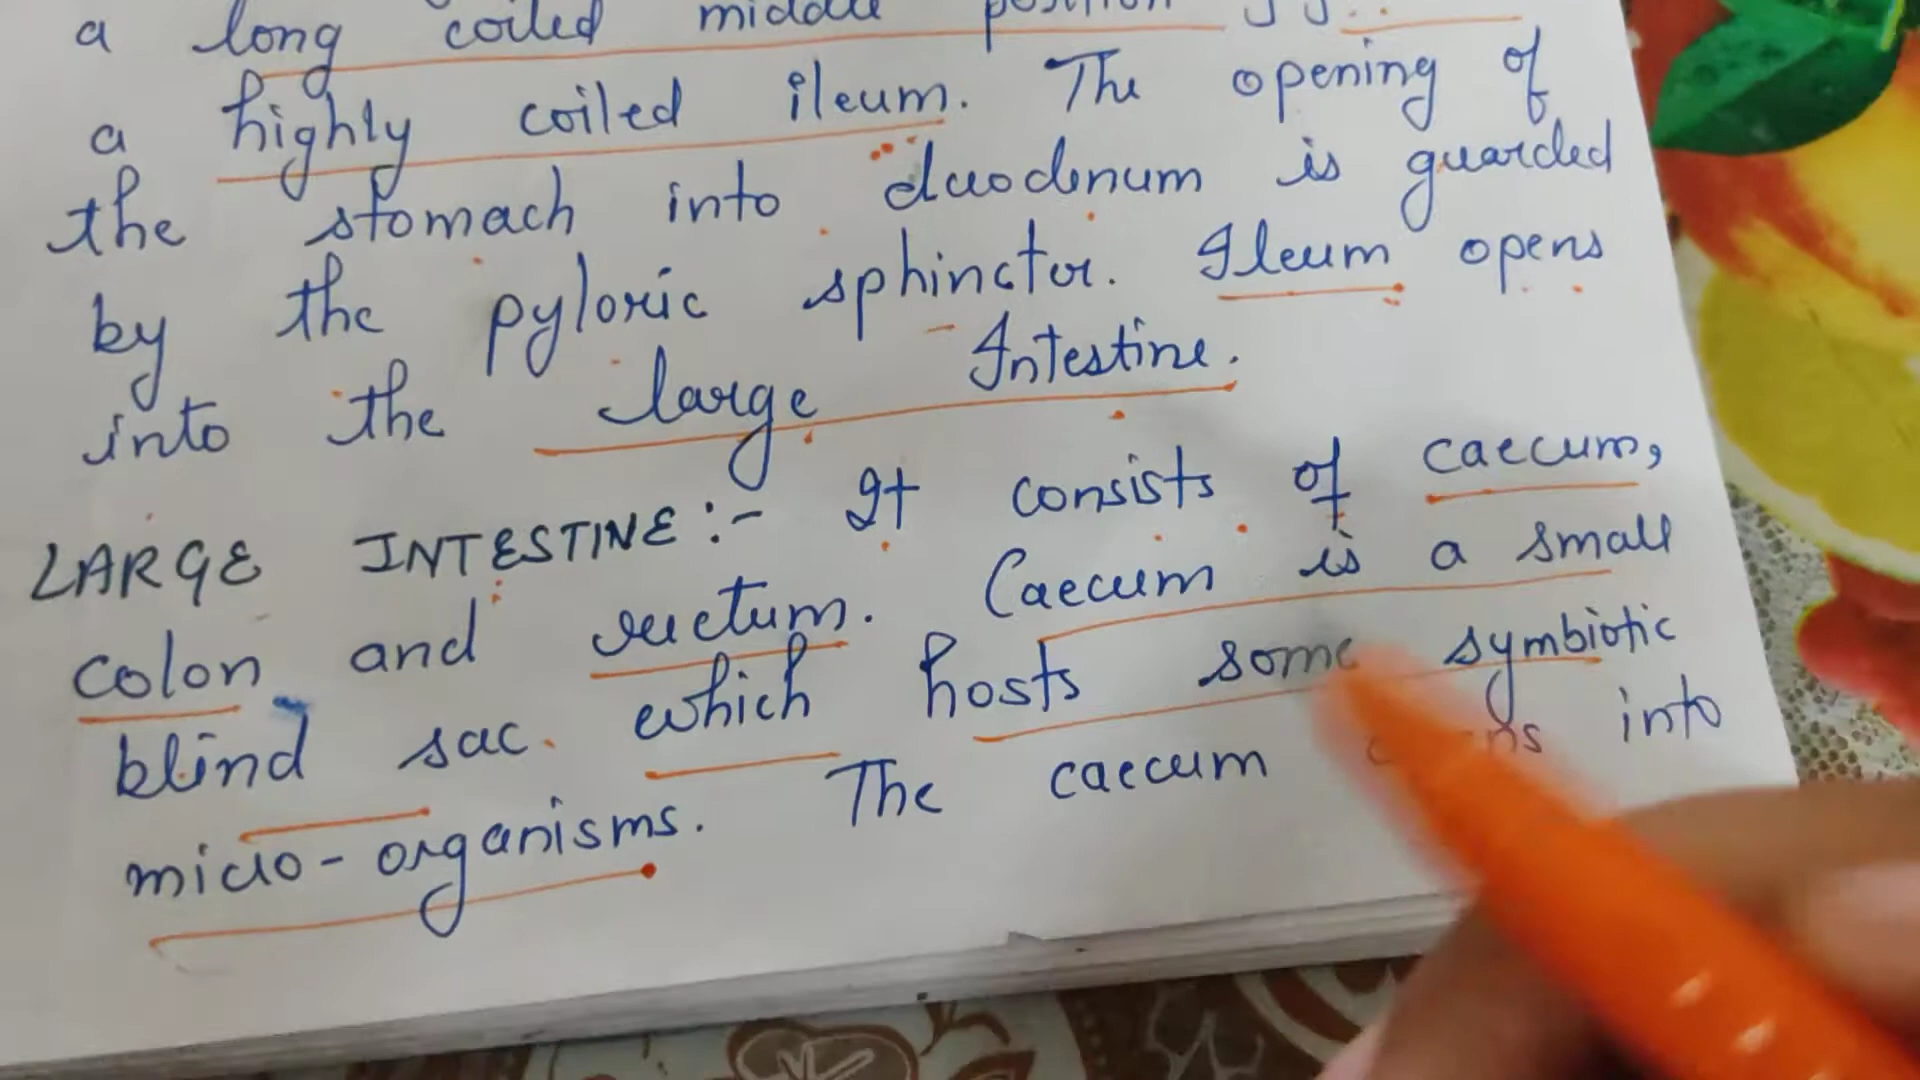 a long coiled middle position
a highly coiled ileum. The opening of
the stomach into duodenum is guarded
by the pyloric sphincter. Ileum opens
into the large Intestine.
LARGE INTESTINE:- It consists of caecum,
colon and rectum. Caecum is a small
blind sac which hosts some symbiotic
micro-organisms. The caecum into